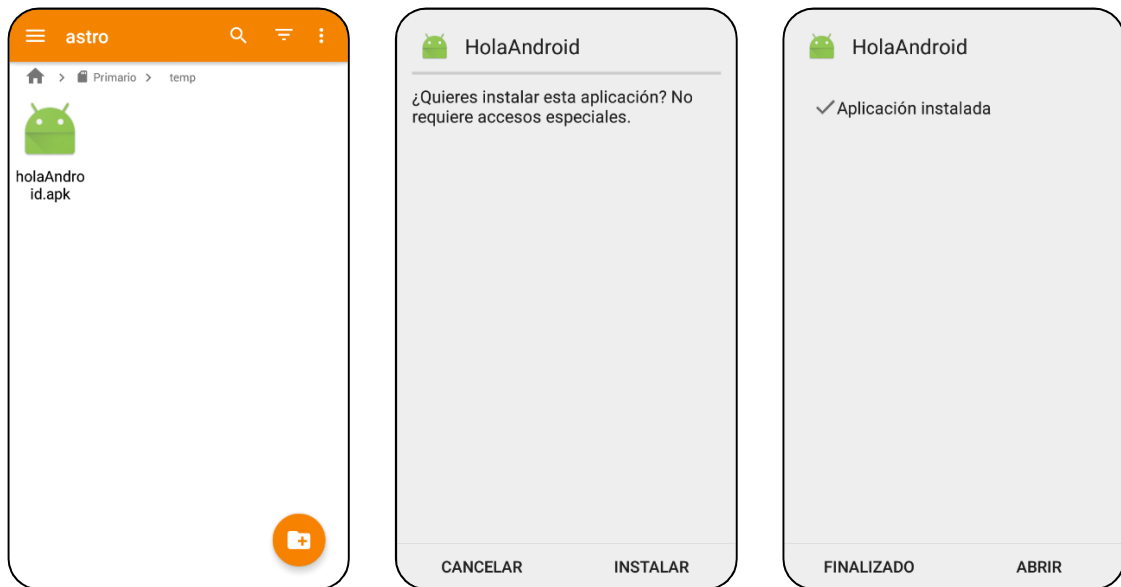 astro
Primario
temp
holaAndro
id.apk
HolaAndroid
¿Quieres instalar esta aplicación? No
requiere accesos especiales.
CANCELAR
INSTALAR
HolaAndroid
Aplicación instalada
FINALIZADO
ABRIR